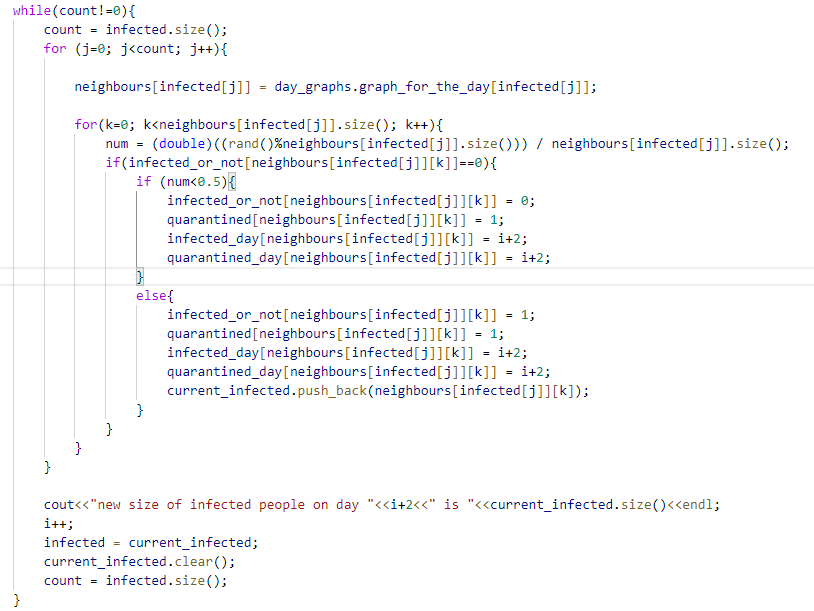 while(count!=0){
    count = infected.size();
    for (j=0; j<count; j++){

        neighbours[infected[j]] = day_graphs.graph_for_the_day[infected[j]];

        for(k=0; k<neighbours[infected[j]].size(); k++){
            num = (double)((rand()%neighbours[infected[j]].size())) / neighbours[infected[j]].size();
            if(infected_or_not[neighbours[infected[j]][k]]==0){
                if (num<0.5){
                    infected_or_not[neighbours[infected[j]][k]] = 0;
                    quarantined[neighbours[infected[j]][k]] = 1;
                    infected_day[neighbours[infected[j]][k]] = i+2;
                    quarantined_day[neighbours[infected[j]][k]] = i+2;
                }
                else{
                    infected_or_not[neighbours[infected[j]][k]] = 1;
                    quarantined[neighbours[infected[j]][k]] = 1;
                    infected_day[neighbours[infected[j]][k]] = i+2;
                    quarantined_day[neighbours[infected[j]][k]] = i+2;
                    current_infected.push_back(neighbours[infected[j]][k]);
                }
            }
        }
    }

    cout<<"new size of infected people on day "<<i+2<<" is "<<current_infected.size()<<endl;
    i++;
    infected = current_infected;
    current_infected.clear();
    count = infected.size();
}